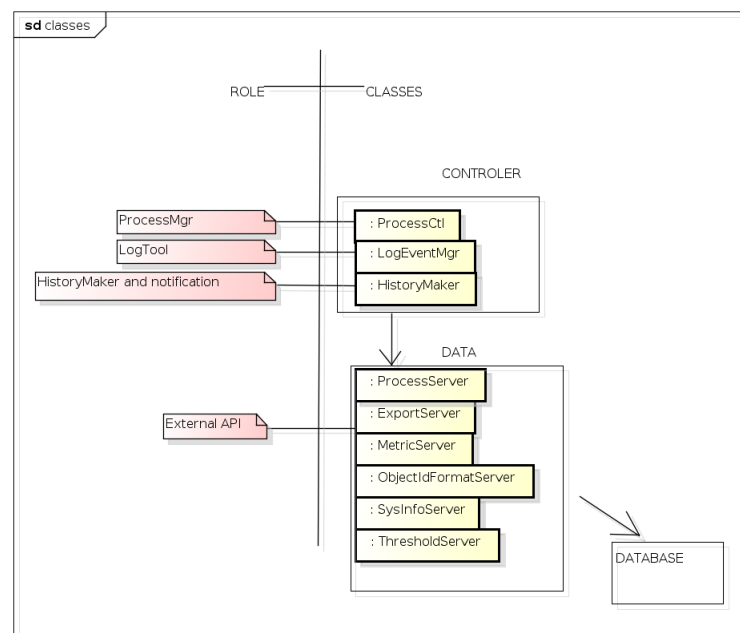 sd classes
ROLE CLASSES
CONTROLER
ProcessMgr : ProcessCtl
LogTool : LogEventMgr
HistoryMaker and notification : HistoryMaker
DATA
: ProcessServer
External API : ExportServer
: MetricServer
: ObjectIdFormatServer
: SysInfoServer
: ThresholdServer
DATABASE